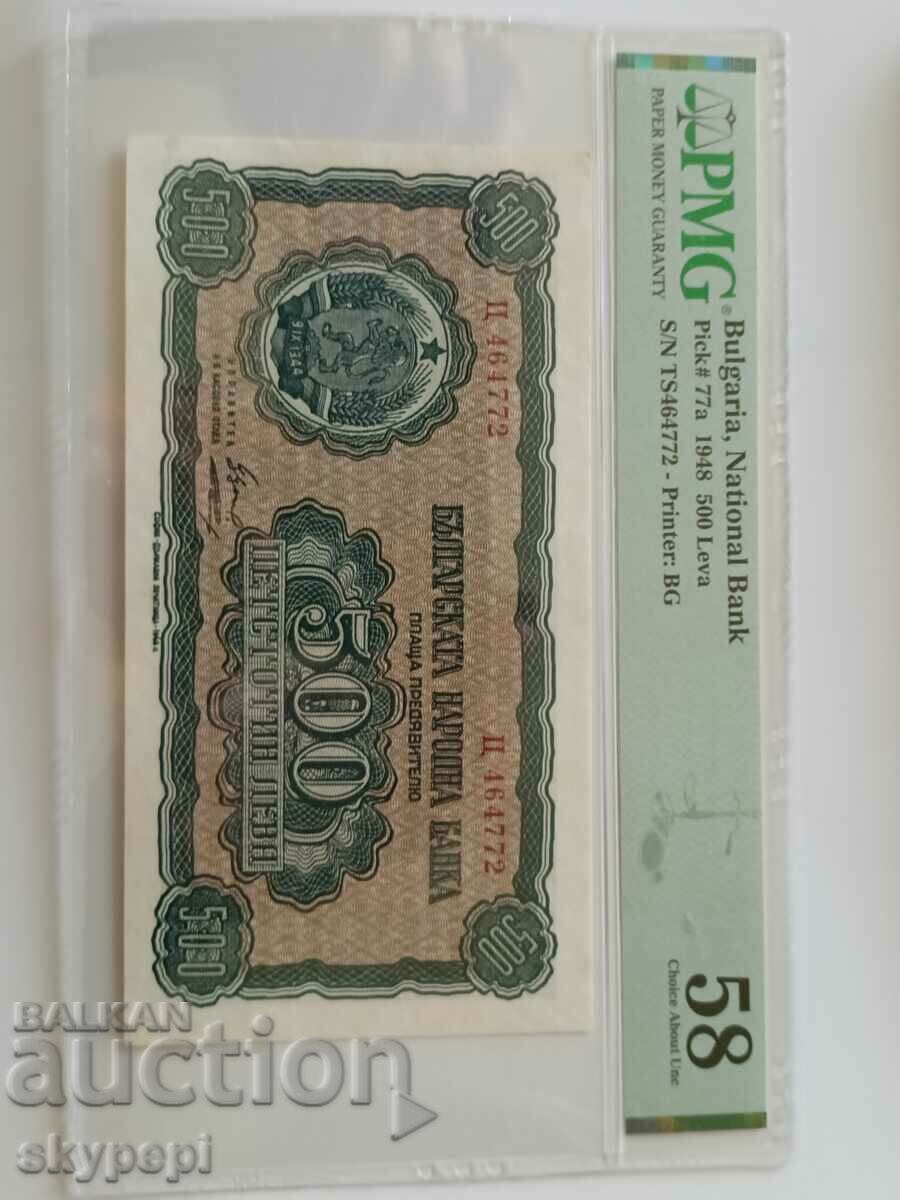 PMG®
PAPER MONEY GUARANTY
Bulgaria, National Bank
Pick# 77a 1948 500 Leva
S/N TS464772 - Printer: BG
58
Choice About Unc
500
500
Ц 464772
БЪЛГАРСКАТА НАРОДНА БАНКА
ПЛАЩА ПРЕДЯВИТЕЛЮ
Ц 464772
9 IX 1944
500
ПЕТСТОТИН ЛЕВА
500
500
BALKAN
auction
skypepi